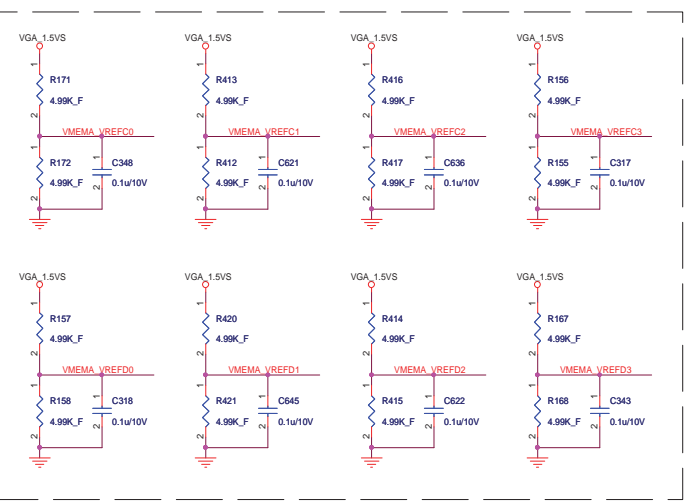 VGA_1.5VS VGA_1.5VS VGA_1.5VS VGA_1.5VS
1 1 1 1
R171 R413 R416 R156
4.99K_F 4.99K_F 4.99K_F 4.99K_F
2 2 2 2
VMEMA_VREFC0 VMEMA_VREFC1 VMEMA_VREFC2 VMEMA_VREFC3
1 1 1 1 1 1 1 1
R172 C348 R412 C621 R417 C636 R155 C317
4.99K_F 0.1u/10V 4.99K_F 0.1u/10V 4.99K_F 0.1u/10V 4.99K_F 0.1u/10V
2 2 2 2 2 2 2 2
VGA_1.5VS VGA_1.5VS VGA_1.5VS VGA_1.5VS
1 1 1 1
R157 R420 R414 R167
4.99K_F 4.99K_F 4.99K_F 4.99K_F
2 2 2 2
VMEMA_VREFD0 VMEMA_VREFD1 VMEMA_VREFD2 VMEMA_VREFD3
1 1 1 1 1 1 1 1
R158 C318 R421 C645 R415 C622 R168 C343
4.99K_F 0.1u/10V 4.99K_F 0.1u/10V 4.99K_F 0.1u/10V 4.99K_F 0.1u/10V
2 2 2 2 2 2 2 2